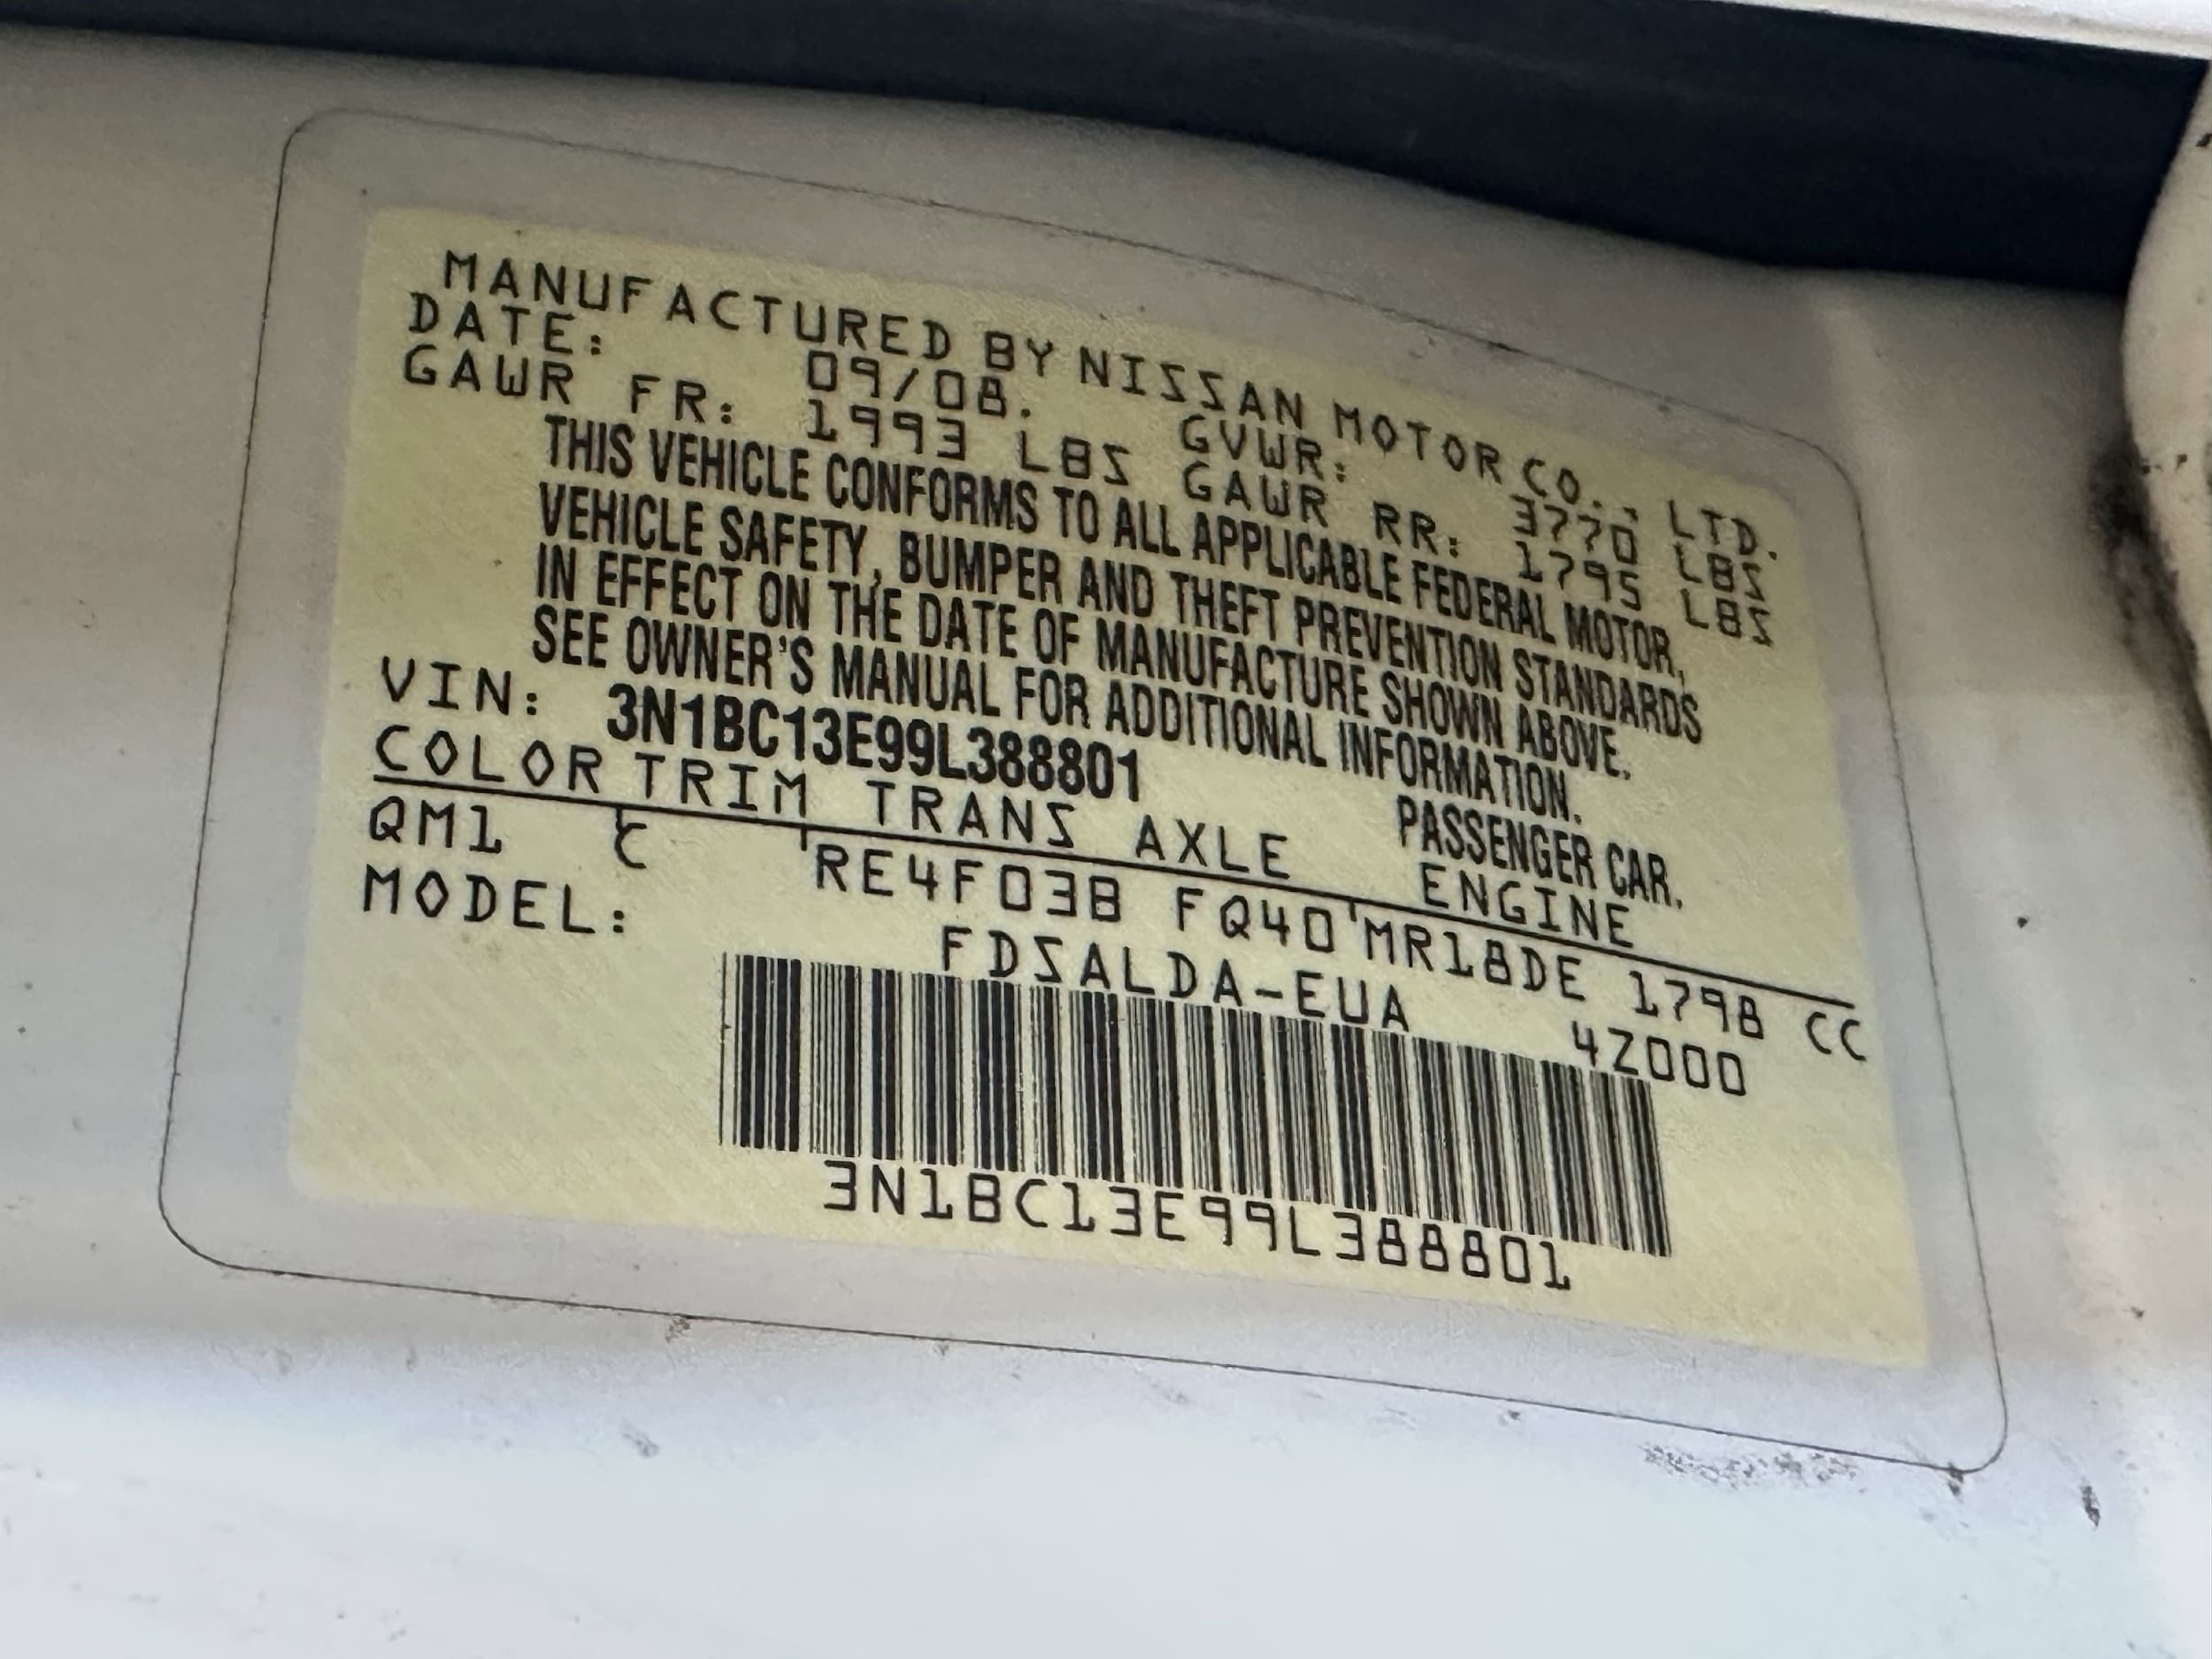 MANUFACTURED BY NISSAN MOTOR CO., LTD.
DATE: 09/08. GVWR: 3770 LBS
GAWR FR: 1993 LBS GAWR RR: 1795 LBS
THIS VEHICLE CONFORMS TO ALL APPLICABLE FEDERAL MOTOR,
VEHICLE SAFETY, BUMPER AND THEFT PREVENTION STANDARDS
IN EFFECT ON THE DATE OF MANUFACTURE SHOWN ABOVE.
SEE OWNER'S MANUAL FOR ADDITIONAL INFORMATION.
VIN: 3N1BC13E99L388801 PASSENGER CAR.
COLOR TRIM TRANS AXLE ENGINE
QM1 C RE4F03B FQ40 MR18DE 1798 CC
MODEL: FDSALDA-EUA 4Z000
3N1BC13E99L388801